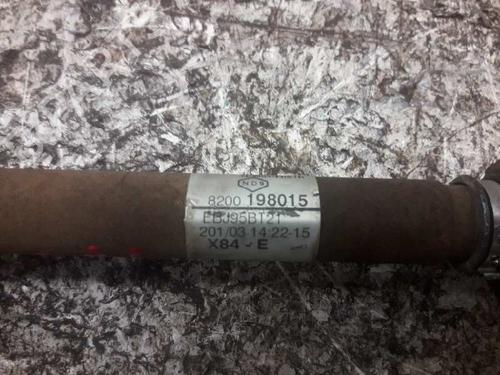 NDS
8200 198015
EBJ95BT21
201/03 14:22-15
X84 - E